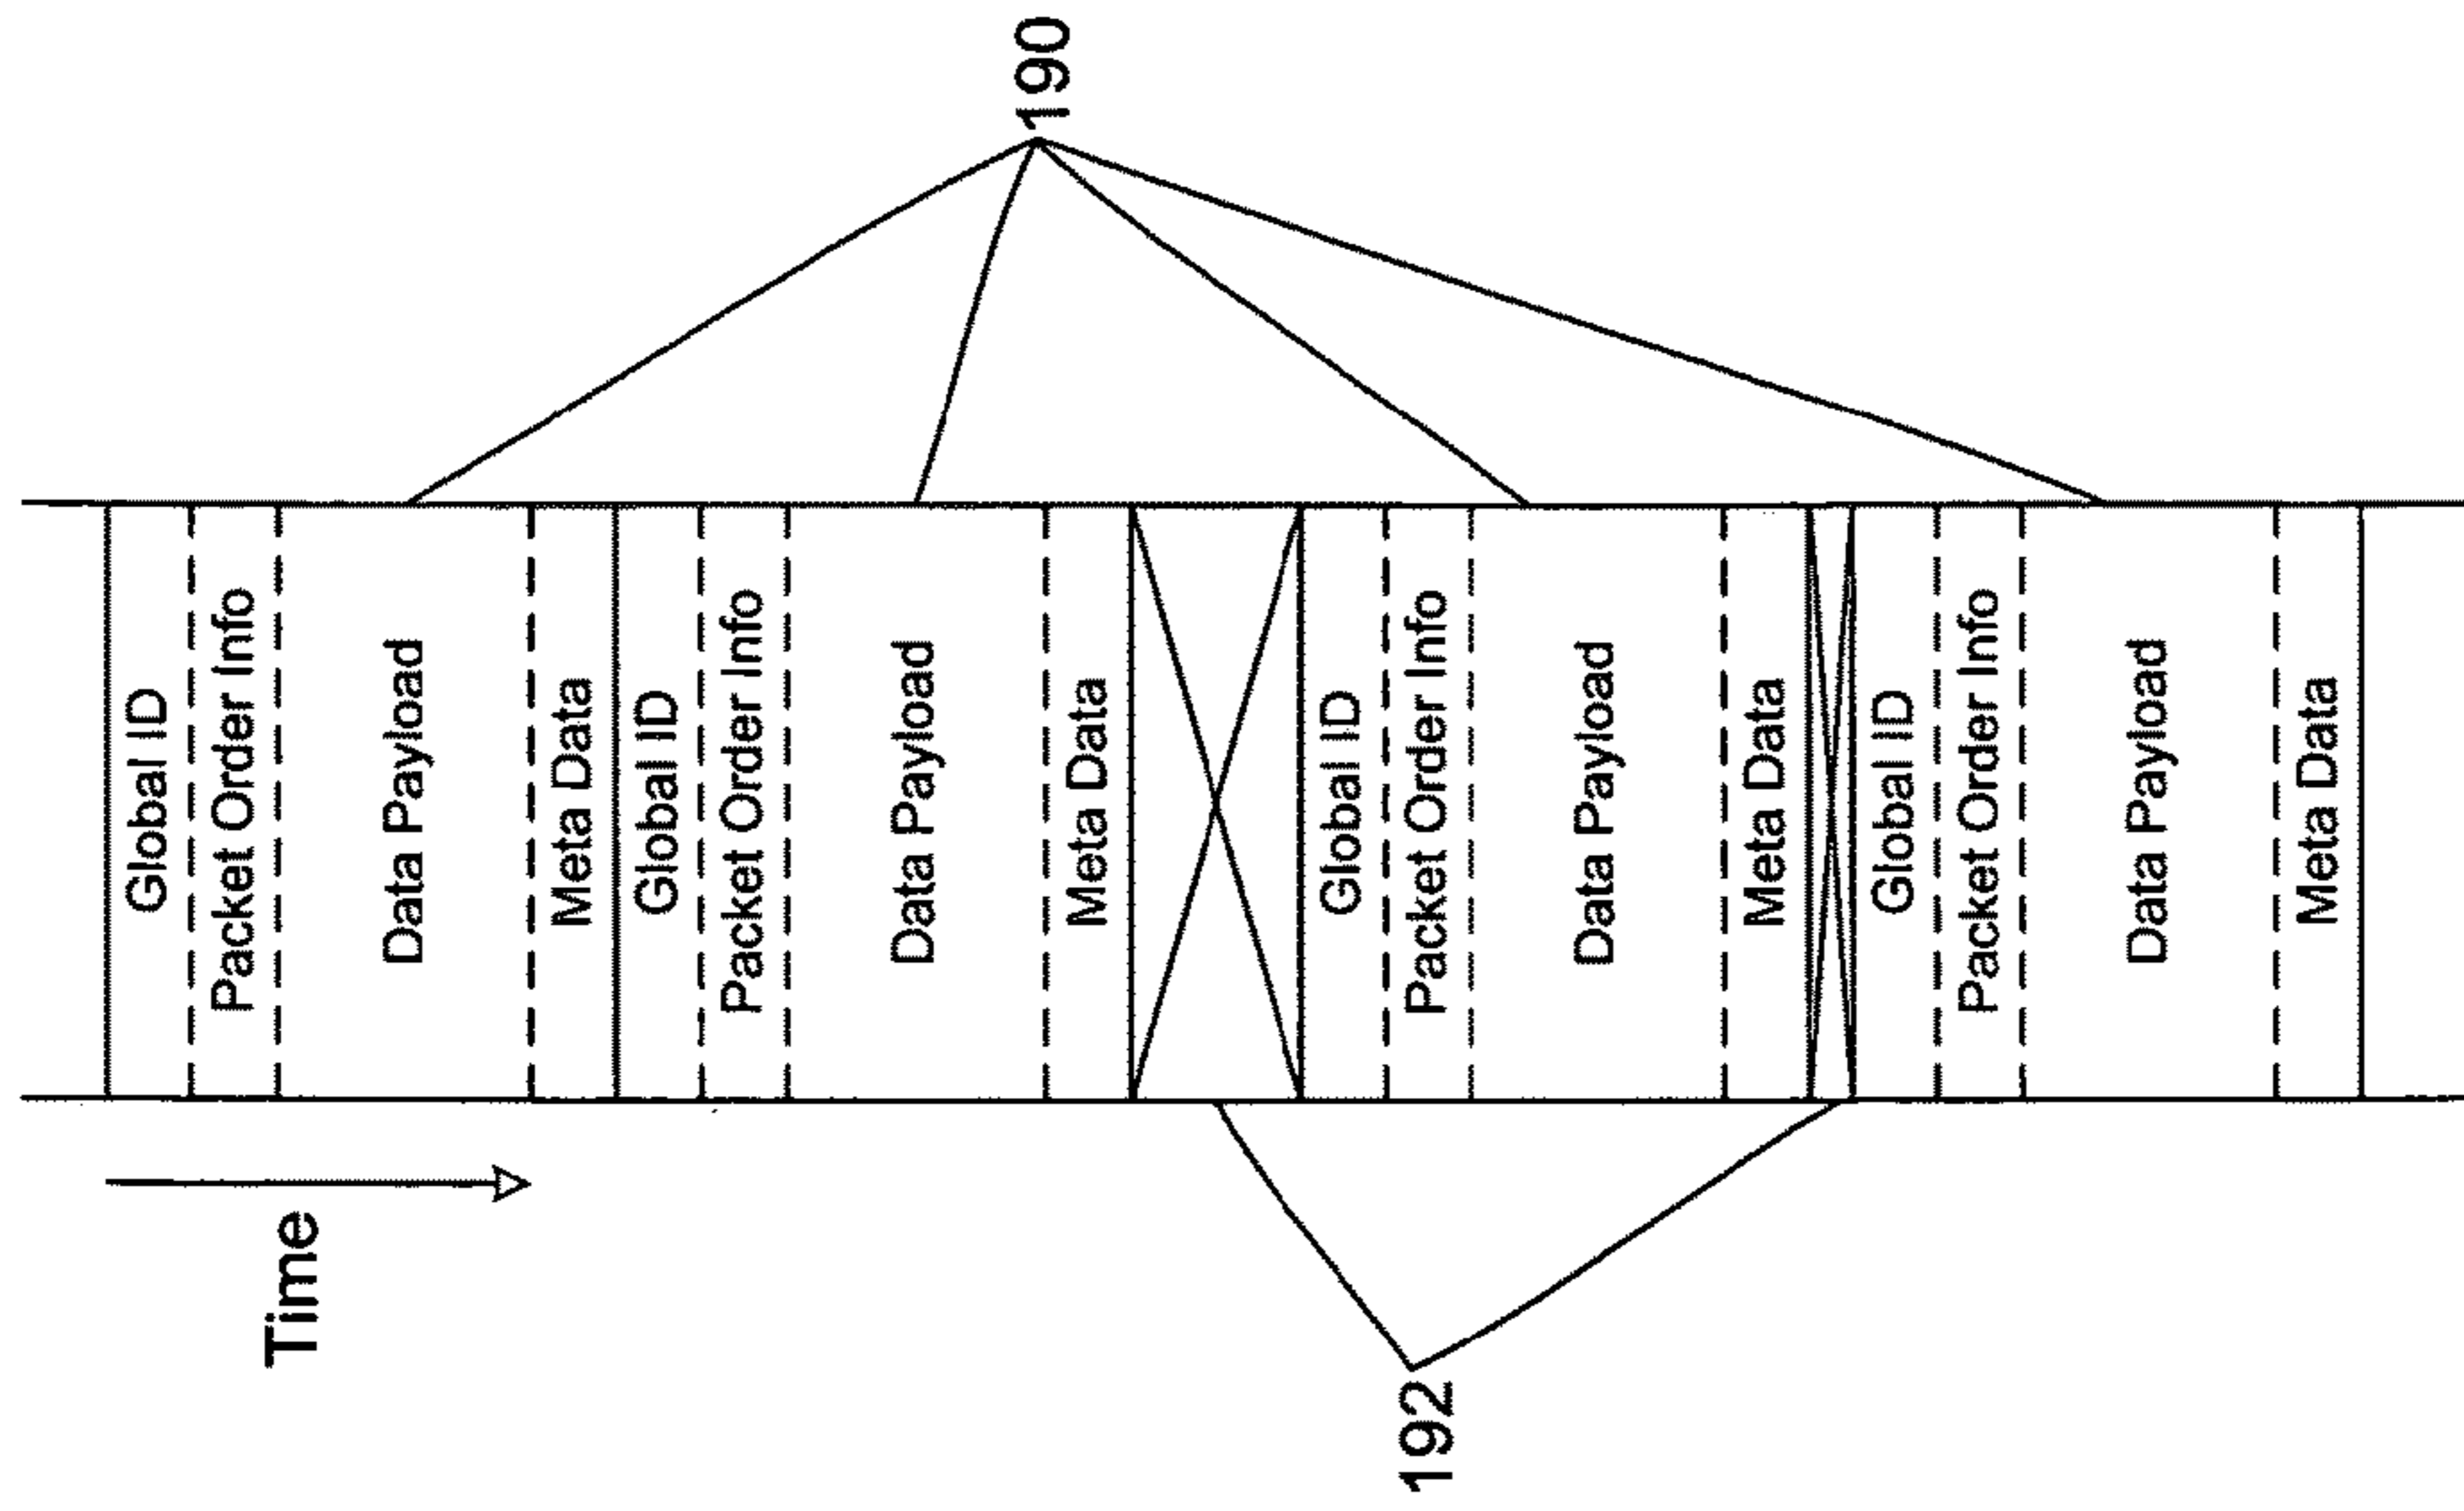 190
Global ID
Packet Order Info
Data Payload
Meta Data
Global ID
Packet Order Info
Data Payload
Meta Data
Global ID
Packet Order Info
Data Payload
Meta Data
Global ID
Packet Order Info
Data Payload
Meta Data
Time
192